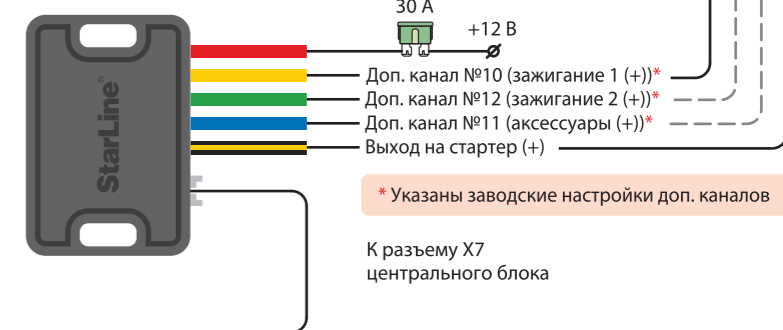 30 А
+12 В
StarLine®
Доп. канал №10 (зажигание 1 (+))*
Доп. канал №12 (зажигание 2 (+))*
Доп. канал №11 (аксессуары (+))*
Выход на стартер (+)
* Указаны заводские настройки доп. каналов
К разъему X7
центрального блока